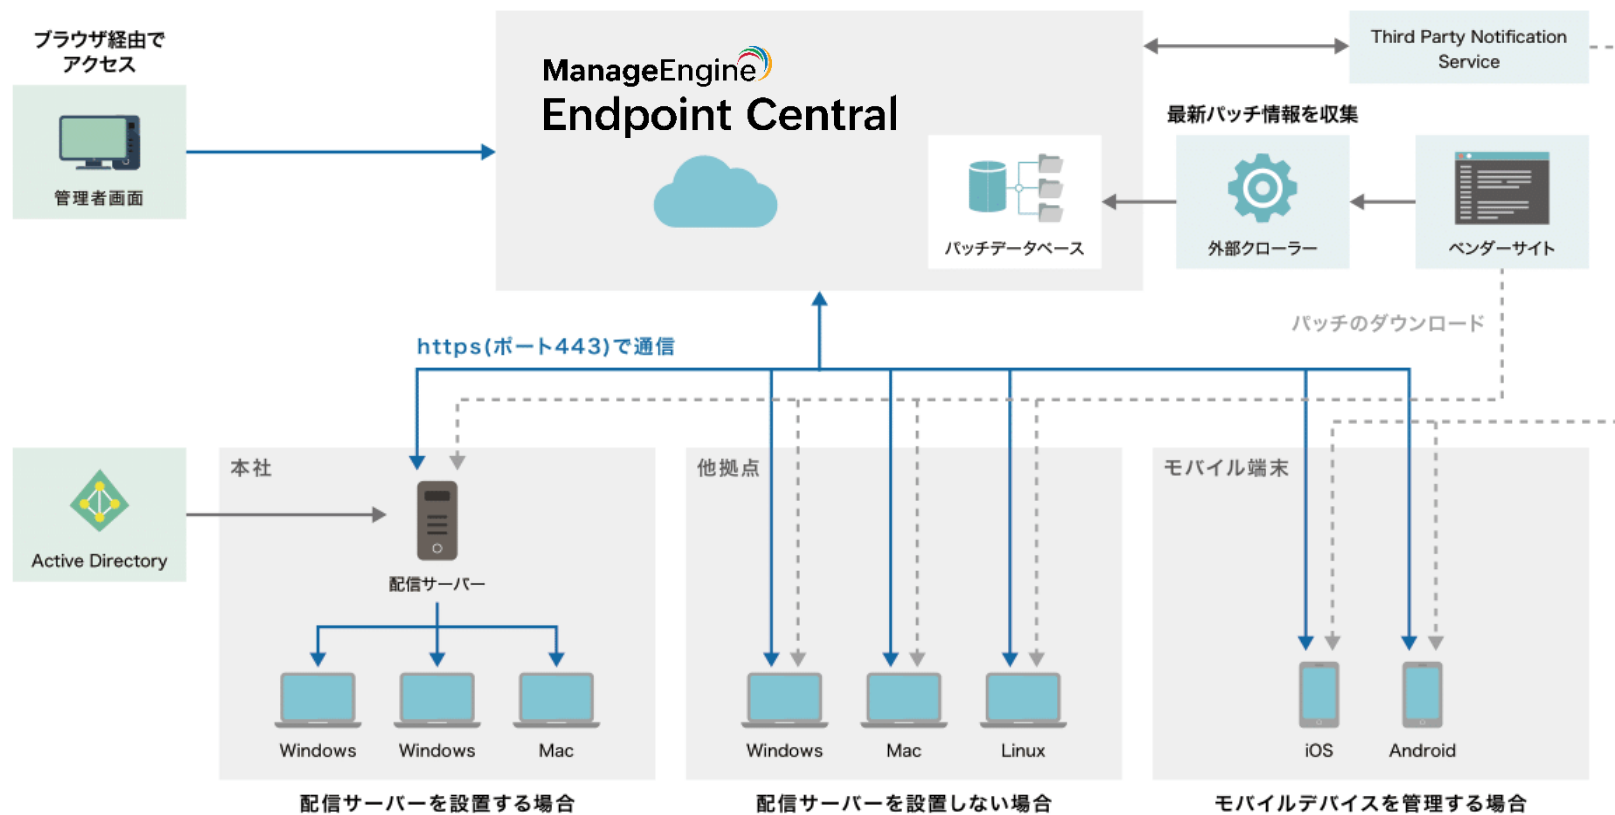 ブラウザ経由で
アクセス
管理者画面
ManageEngine
Endpoint Central
パッチデータベース
Third Party Notification
Service
最新パッチ情報を収集
外部クローラー
ベンダーサイト
パッチのダウンロード
https(ポート443)で通信
Active Directory
本社
配信サーバー
Windows
Windows
Mac
配信サーバーを設置する場合
他拠点
Windows
Mac
Linux
配信サーバーを設置しない場合
モバイル端末
iOS
Android
モバイルデバイスを管理する場合